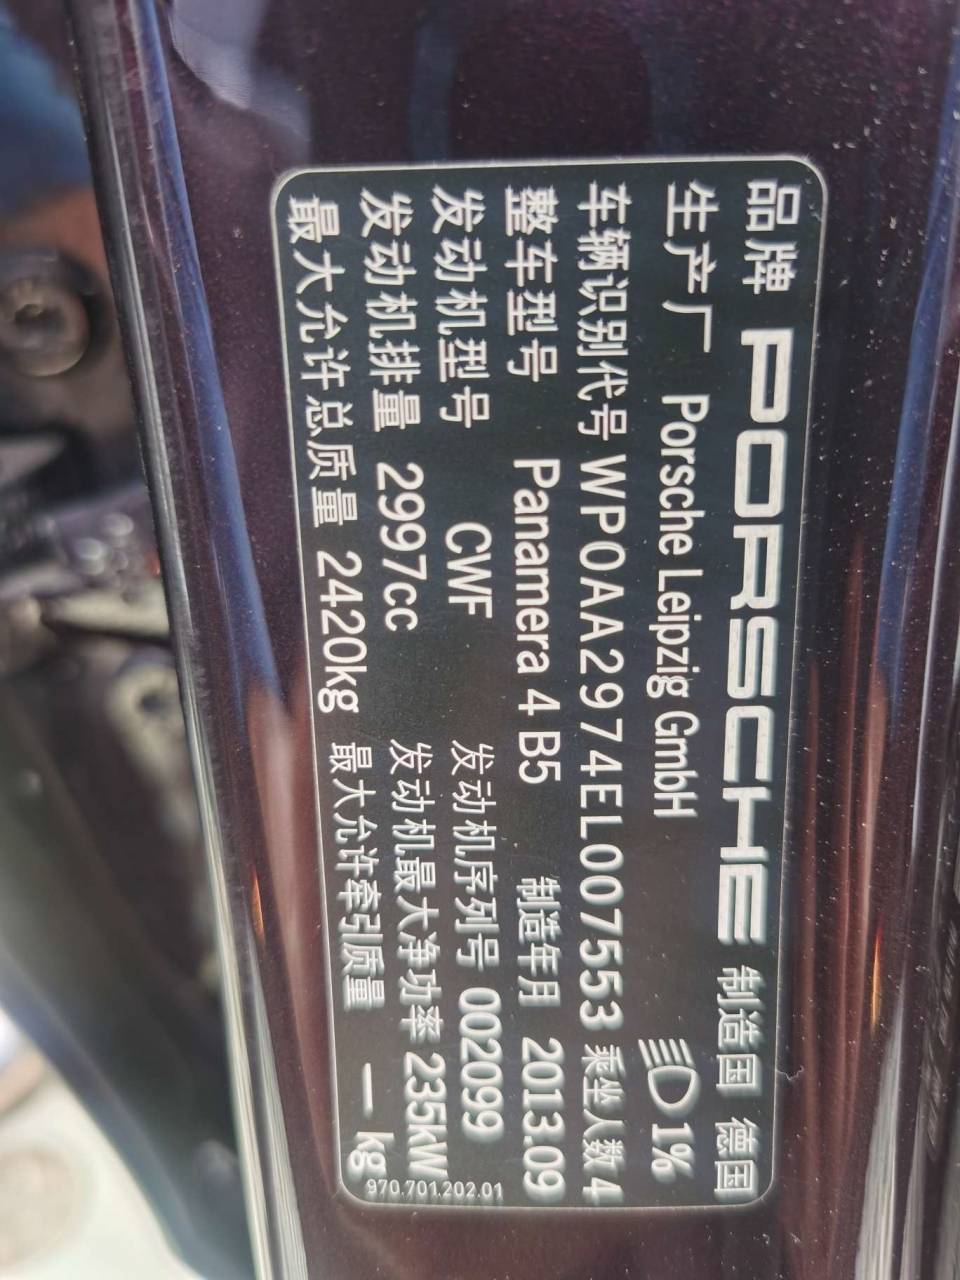 品牌 PORSCHE 制造国 德国
生产厂 Porsche Leipzig GmbH 1%
车辆识别代号 WP0AA2974EL007553 乘坐人数 4
整车型号 Panamera 4 B5 制造年月 2013.09
发动机型号 CWF 发动机序列号 002099
发动机排量 2997cc 发动机最大净功率 235kW
最大允许总质量 2420kg 最大允许牵引质量 — kg
970.701.202.01